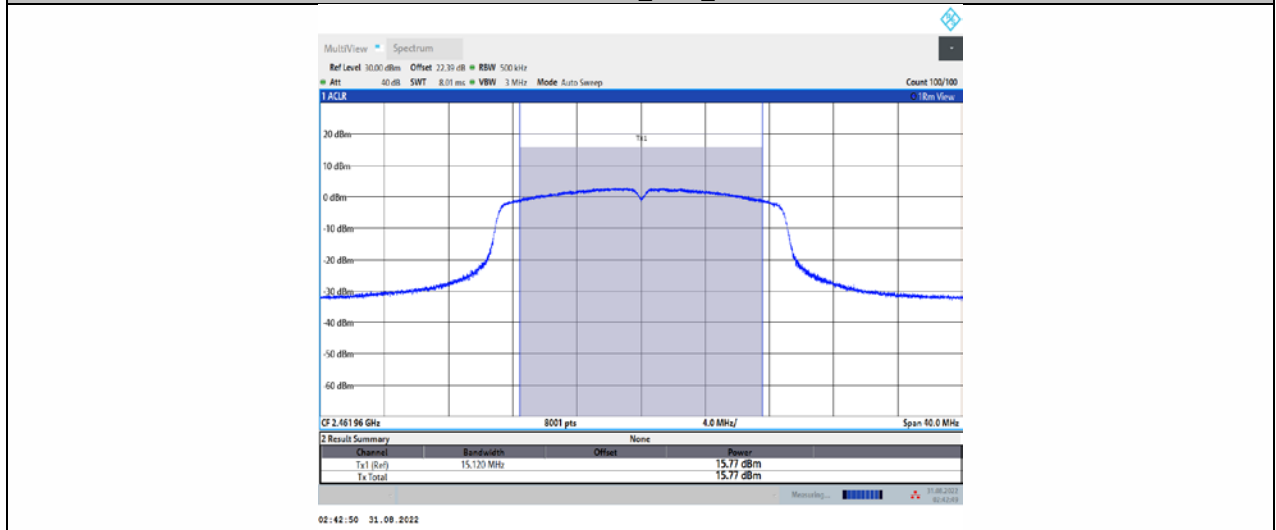 MultiView Spectrum
Ref Level 30.00 dBm Offset 22.39 dB RBW 500 kHz
Att 40 dB SWT 8.01 ms VBW 3 MHz Mode Auto Sweep Count 100/100
1 ACLR 1Rm View
Tx1
20 dBm
10 dBm
0 dBm
-10 dBm
-20 dBm
-30 dBm
-40 dBm
-50 dBm
-60 dBm
CF 2.46196 GHz 8001 pts 4.0 MHz/ Span 40.0 MHz
2 Result Summary None
Channel Bandwidth Offset Power
Tx1 (Ref) 15.120 MHz 15.77 dBm
Tx Total 15.77 dBm
Measuring... 31.08.2022
02:42:50 31.08.2022